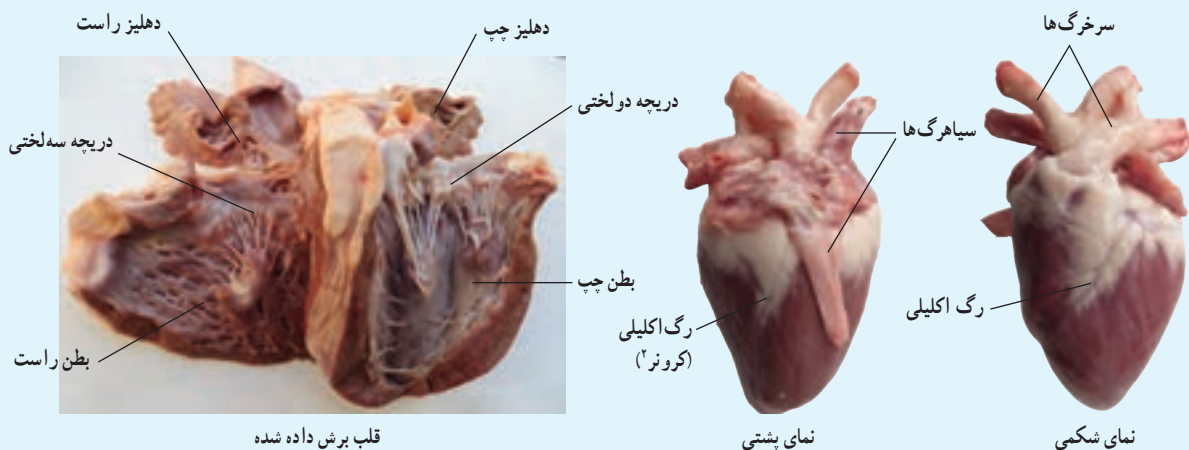 سرخرگ‌ها
رگ اکلیلی
نمای شکمی
سیاهرگ‌ها
رگ اکلیلی
(کرونر۲)
نمای پشتی
دهلیز راست
دهلیز چپ
دریچه دولختی
دریچه سه‌لختی
بطن چپ
بطن راست
قلب برش داده شده